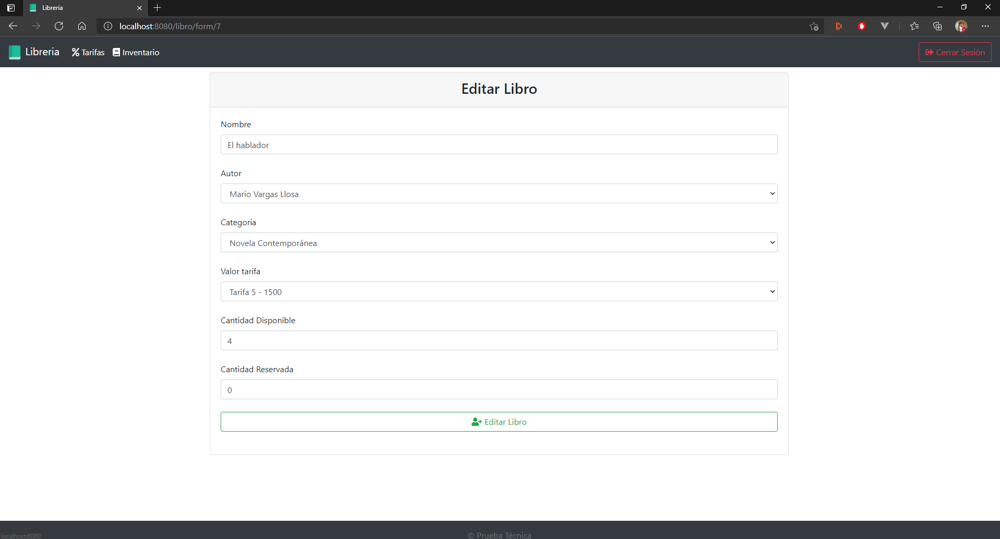 Libreria
localhost:8080/libro/form/7
Libreria
Tarifas
Inventario
Cerrar Sesión
Editar Libro
Nombre
El hablador
Autor
Mario Vargas Llosa
Categoria
Novela Contemporánea
Valor tarifa
Tarifa 5 - 1500
Cantidad Disponible
4
Cantidad Reservada
0
Editar Libro
© Prueba Técnica
localhost:8080